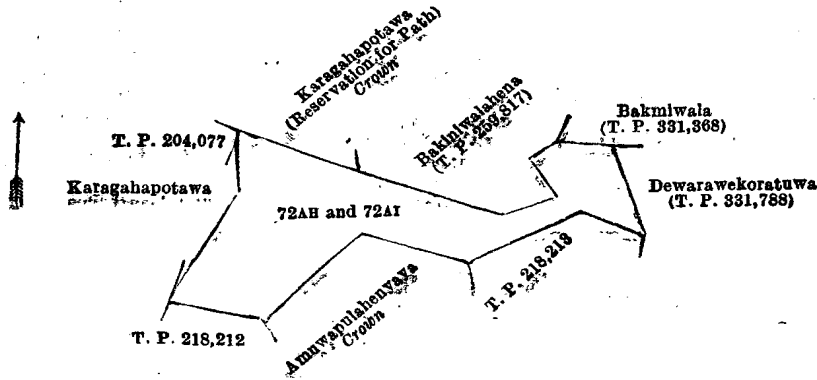 Karagahapotawa
(Reservation for Path)
Crown
T. P. 204,077
Karagahapotawa
Bakiniwalahena
(T. P. 259,817)
Bakmiwala
(T. P. 331,368)
Dewarawekoratuwa
(T. P. 331,788)
72AH and 72AI
T. P. 218,213
Amuwapulahenyaya
Crown
T. P. 218,212